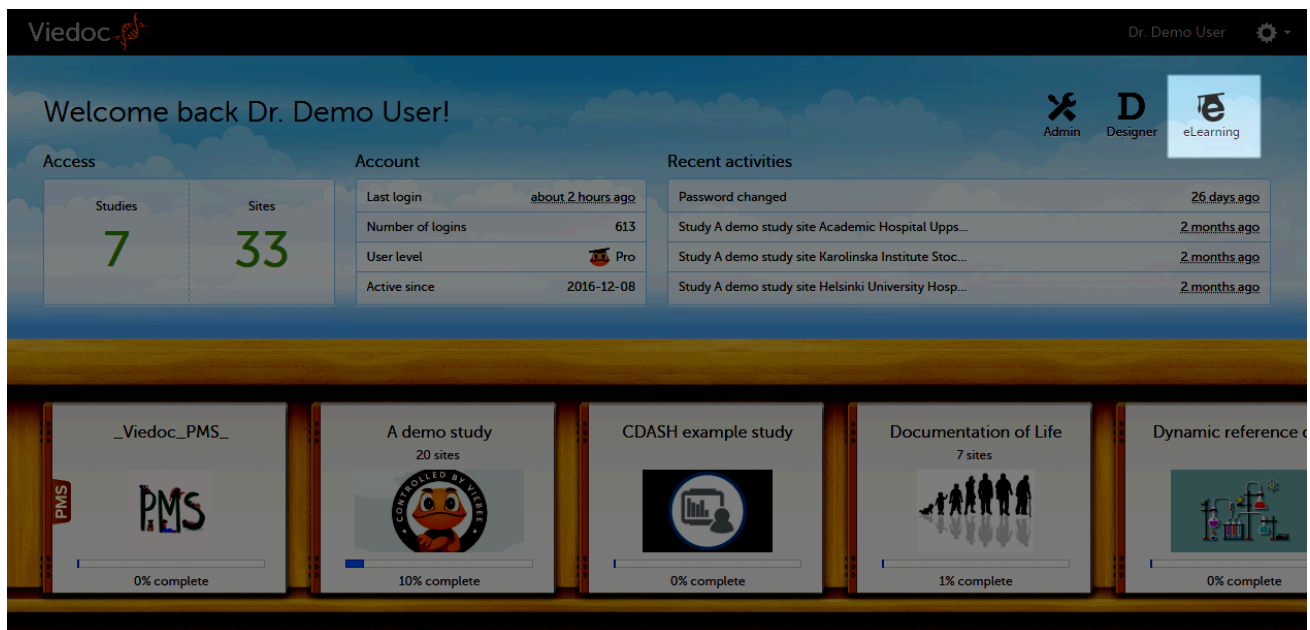 Viedoc
Dr. Demo User
Welcome back Dr. Demo User!
Admin
Designer
eLearning
Access
Studies
7
Sites
33
Account
Last login about 2 hours ago
Number of logins 613
User level Pro
Active since 2016-12-08
Recent activities
Password changed 26 days ago
Study A demo study site Academic Hospital Upps... 2 months ago
Study A demo study site Karolinska Institute Stoc... 2 months ago
Study A demo study site Helsinki University Hosp... 2 months ago
_Viedoc_PMS_
PMS
PMS
0% complete
A demo study
20 sites
CONTROLLED BY VIEBEE
10% complete
CDASH example study
0% complete
Documentation of Life
7 sites
1% complete
Dynamic reference
0% complete